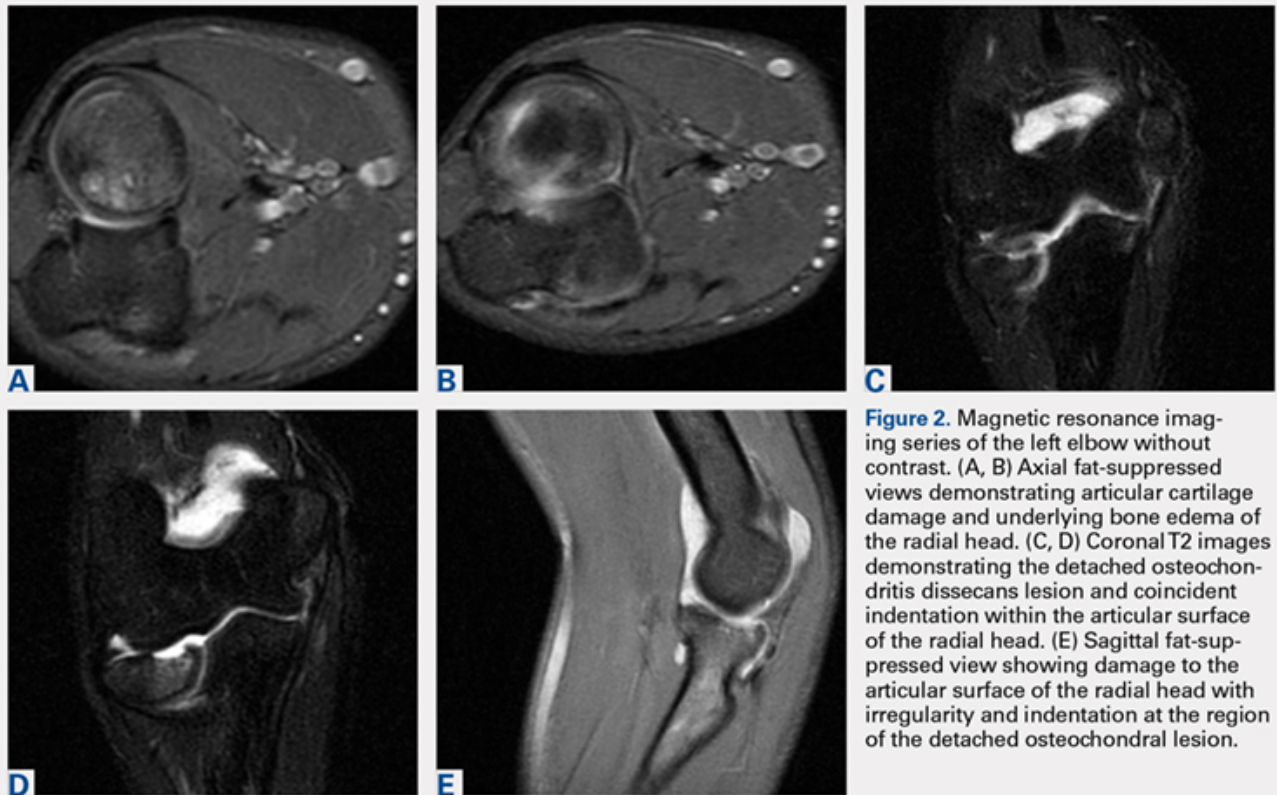 A
B
C
D
E
Figure 2. Magnetic resonance imag-
ing series of the left elbow without
contrast. (A, B) Axial fat-suppressed
views demonstrating articular cartilage
damage and underlying bone edema of
the radial head. (C, D) Coronal T2 images
demonstrating the detached osteochon-
dritis dissecans lesion and coincident
indentation within the articular surface
of the radial head. (E) Sagittal fat-sup-
pressed view showing damage to the
articular surface of the radial head with
irregularity and indentation at the region
of the detached osteochondral lesion.